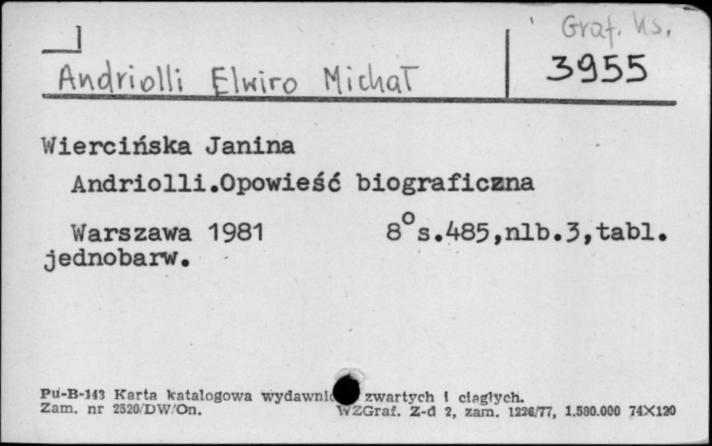 Graf. Ks.
3955
Andriolli Elwiro Michał
Wiercińska Janina
Andriolli.Opowieść biograficzna
Warszawa 1981 8°s.485,nlb.3,tabl.
jednobarw.
Pu-B-143 Karta katalogowa zwartych i ciągłych.
Zam. nr 2520/DW/On. WZGraf. Z-d 2, zam. 1226/77, 1.580.000 74X120